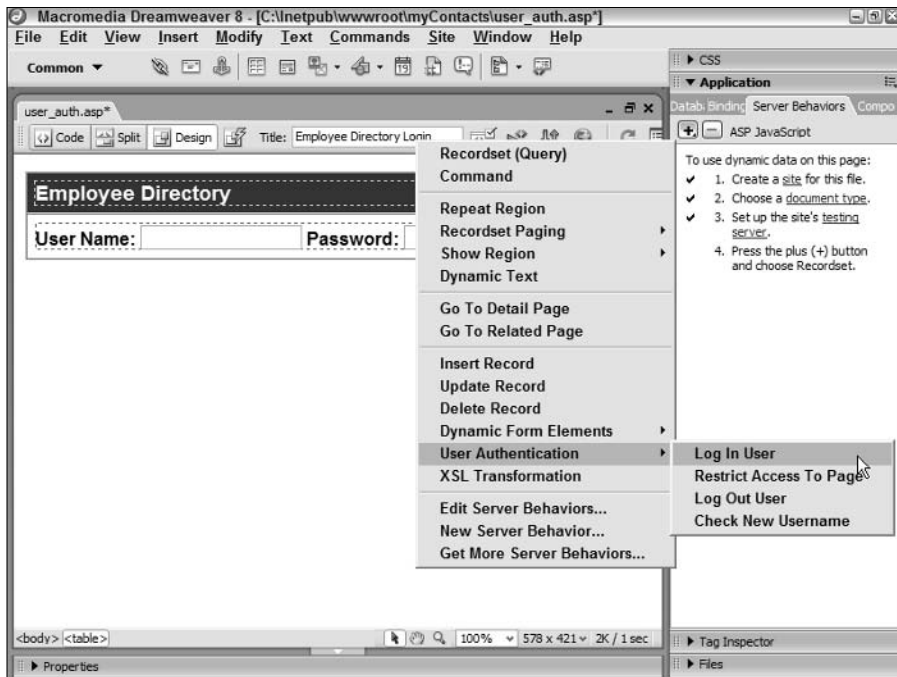 Macromedia Dreamweaver 8 - [C:\Inetpub\wwwroot\myContacts\user_auth.asp*]
File Edit View Insert Modify Text Commands Site Window Help
Common
CSS
Application
user_auth.asp*
Code Split Design Title: Employee Directory Login
Databa Binding Server Behaviors Compo
ASP JavaScript
To use dynamic data on this page:
1. Create a site for this file.
2. Choose a document type.
3. Set up the site's testing
server.
4. Press the plus (+) button
and choose Recordset.
Employee Directory
User Name: Password:
Recordset (Query)
Command
Repeat Region
Recordset Paging
Show Region
Dynamic Text
Go To Detail Page
Go To Related Page
Insert Record
Update Record
Delete Record
Dynamic Form Elements
User Authentication
XSL Transformation
Edit Server Behaviors...
New Server Behavior...
Get More Server Behaviors...
Log In User
Restrict Access To Page
Log Out User
Check New Username
<body> <table> 100% 578 x 421 2K / 1 sec
Properties
Tag Inspector
Files